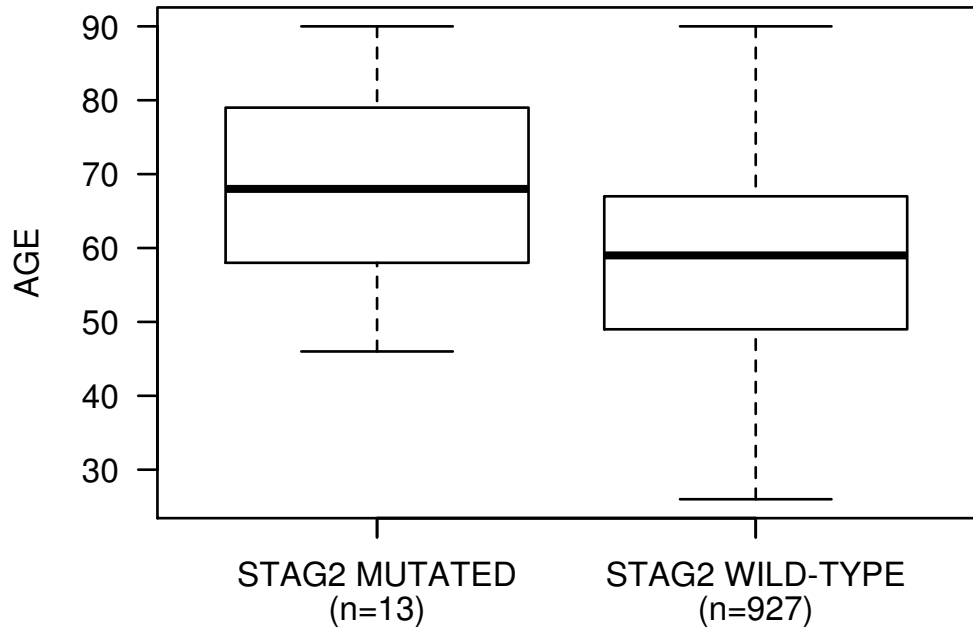 90
80
70
60
50
40
30
AGE
STAG2 MUTATED
(n=13)
STAG2 WILD-TYPE
(n=927)